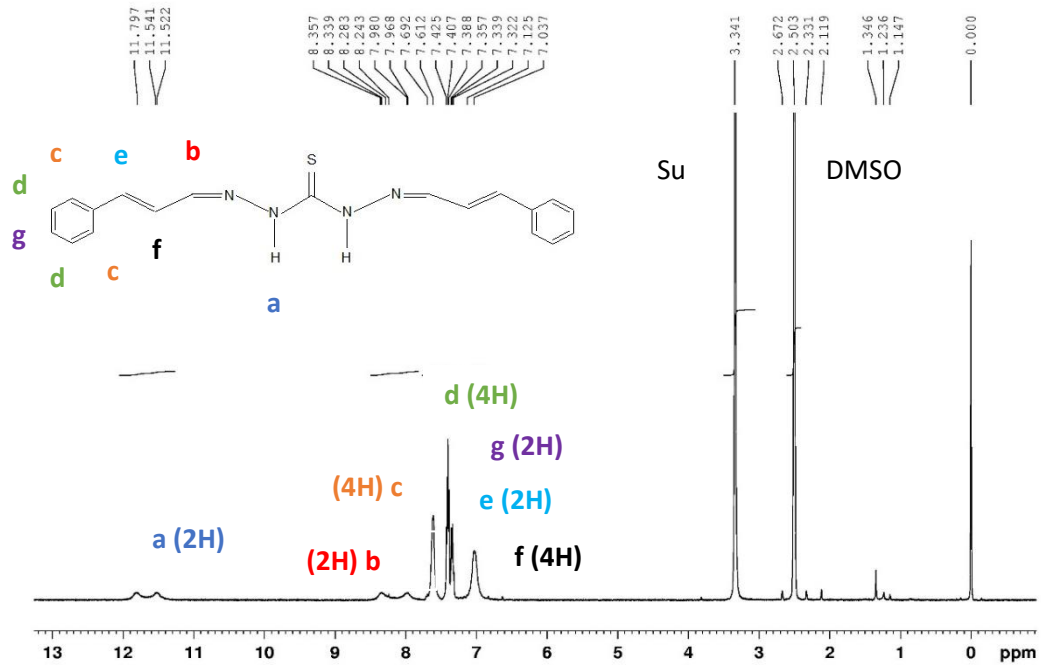 11.797
11.541
11.522
8.357
8.339
8.283
8.243
7.980
7.968
7.692
7.612
7.425
7.407
7.388
7.357
7.339
7.322
7.125
7.037
3.341
2.672
2.503
2.331
2.119
1.346
1.236
1.147
0.000
c e b S
d
N N
N N
g
H H
f
d c
a
Su DMSO
d (4H)
g (2H)
(4H) c
e (2H)
a (2H)
(2H) b
f (4H)
13 12 11 10 9 8 7 6 5 4 3 2 1 0 ppm